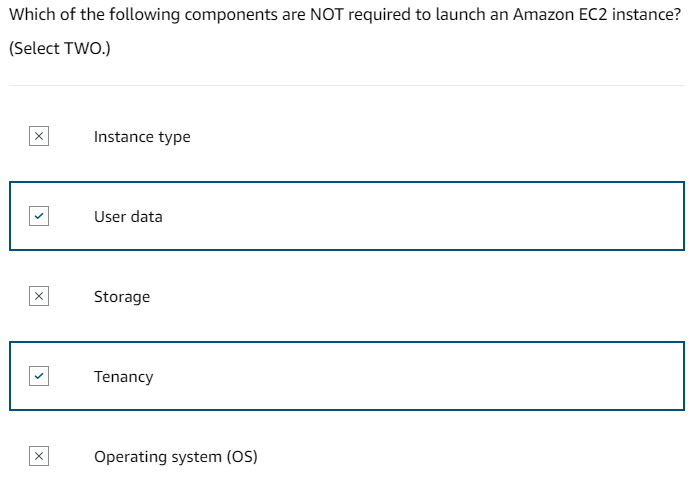 Which of the following components are NOT required to launch an Amazon EC2 instance?
(Select TWO.)
Instance type
User data
Storage
Tenancy
Operating system (OS)